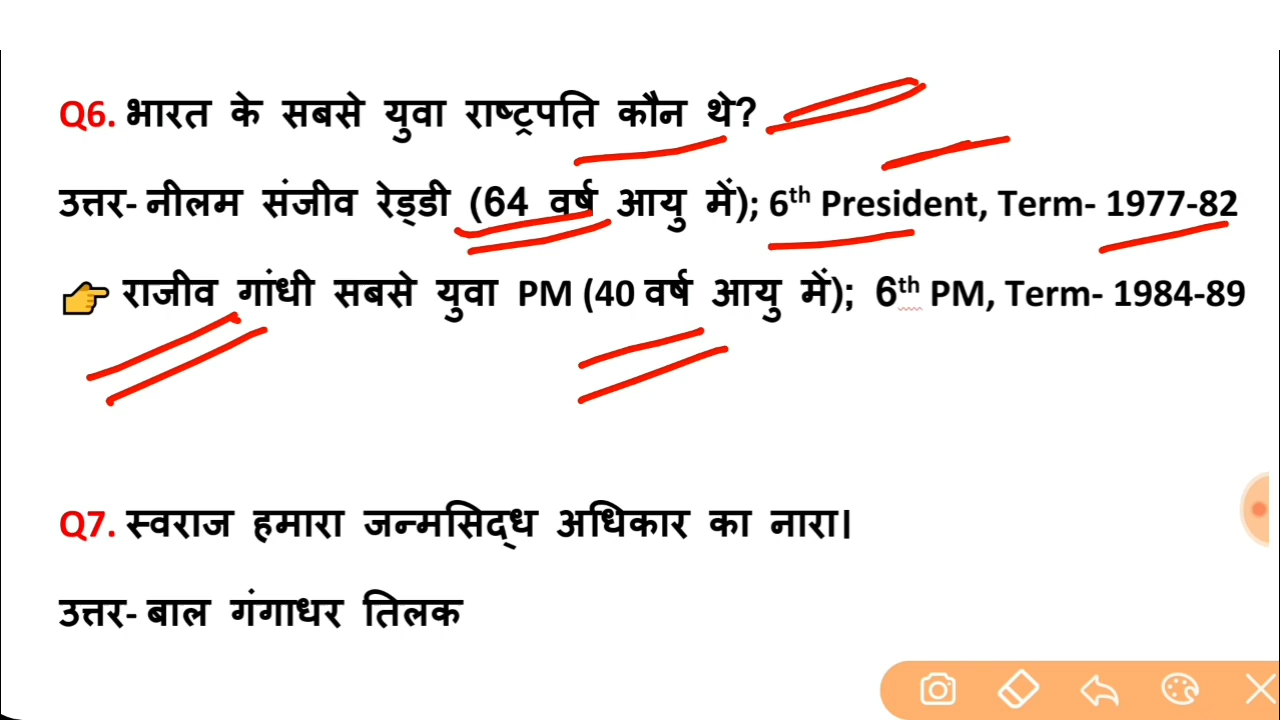 Q6. भारत के सबसे युवा राष्ट्रपति कौन थे?
उत्तर- नीलम संजीव रेड्डी (64 वर्ष आयु में); 6th President, Term- 1977-82
👉 राजीव गांधी सबसे युवा PM (40 वर्ष आयु में); 6th PM, Term- 1984-89
Q7. स्वराज हमारा जन्मसिद्ध अधिकार का नारा।
उत्तर- बाल गंगाधर तिलक